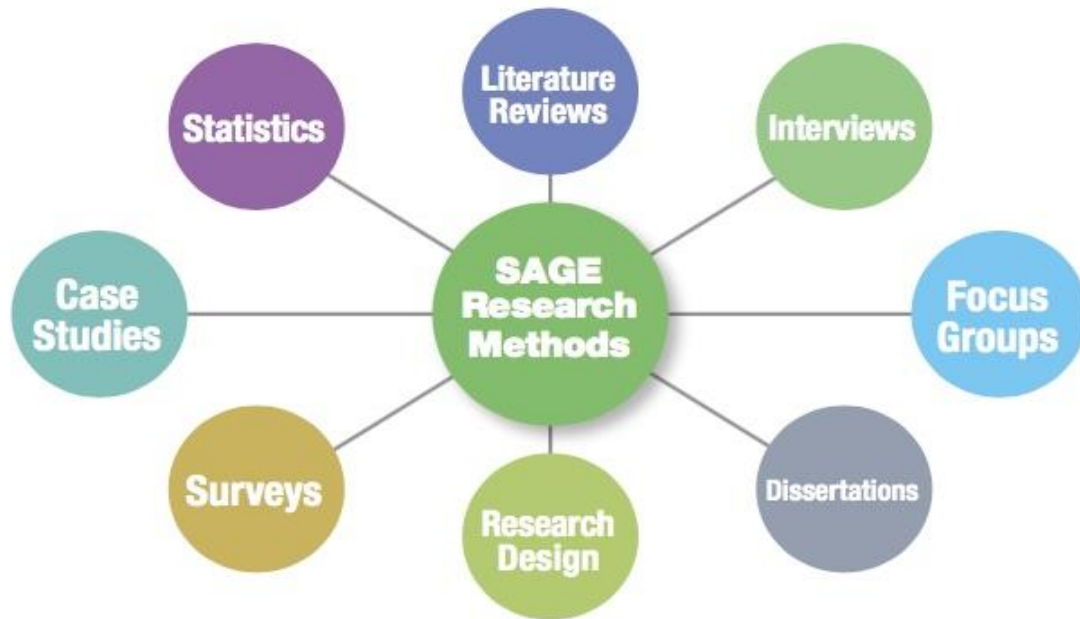 Literature
Reviews
Statistics
Interviews
SAGE
Research
Methods
Case
Studies
Focus
Groups
Surveys
Dissertations
Research
Design